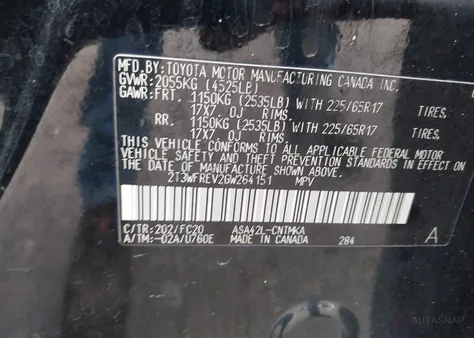 MFD.BY:TOYOTA MOTOR MANUFACTURING CANADA INC.
GVWR:2055KG (4525LB)
GAWR:FRT. 1150KG (2535LB) WITH 225/65R17 TIRES,
17X7. 0J RIMS.
RR. 1150KG (2535LB) WITH 225/65R17 TIRES,
17X7. 0J RIMS.
THIS VEHICLE CONFORMS TO ALL APPLICABLE FEDERAL MOTOR
VEHICLE SAFETY AND THEFT PREVENTION STANDARDS IN EFFECT ON
THE DATE OF MANUFACTURE SHOWN ABOVE.
2T3WFREV2GW264151 MPV
C/TR:202/FC20 ASA42L-CNTMKA
A/TM:-02A/U760E MADE IN CANADA 284 A
AUTOSNAP